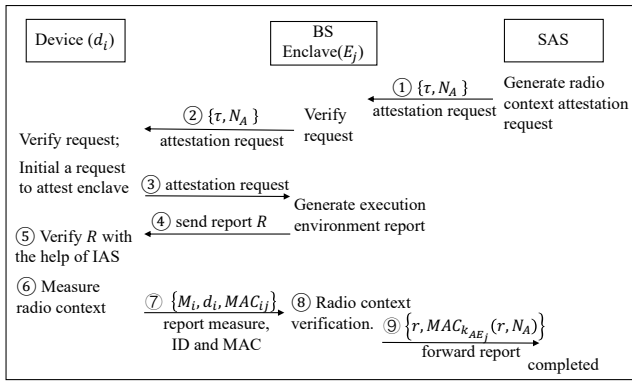 Device (d_i)
BS
Enclave(E_j)
SAS
① {τ, N_A }
attestation request
Generate radio
context attestation
request
② {τ, N_A }
attestation request
Verify
request
Verify request;
Initial a request
to attest enclave
③ attestation request
Generate execution
environment report
④ send report R
⑤ Verify R with
the help of IAS
⑥ Measure
radio context
⑦ {M_i, d_i, MAC_ij}
report measure,
ID and MAC
⑧ Radio context
verification.
⑨ {r, MAC_{k_{AE_j}}(r, N_A)}
forward report
completed